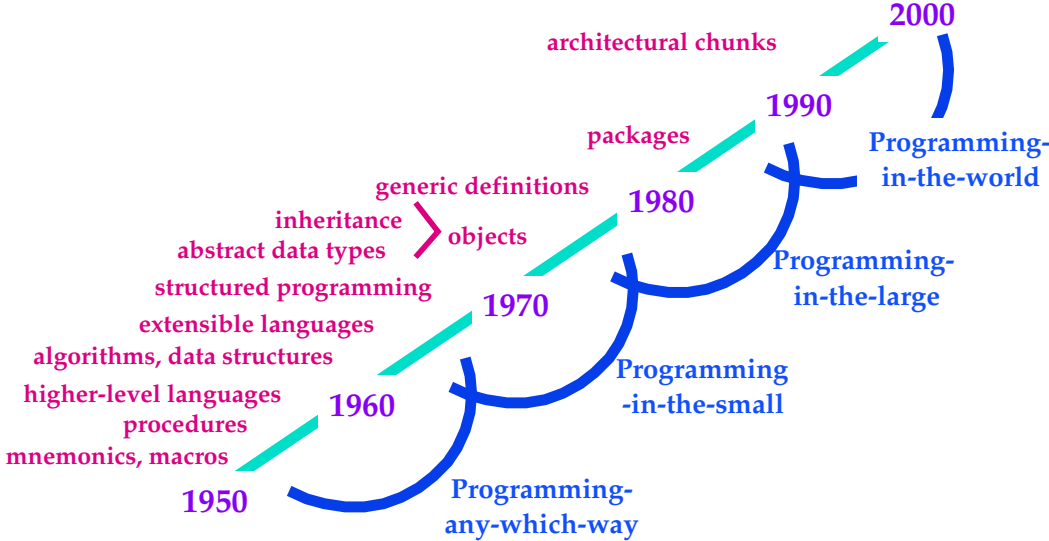 2000
architectural chunks
1990
packages
Programming-
in-the-world
generic definitions
1980
inheritance
objects
abstract data types
Programming-
in-the-large
structured programming
1970
extensible languages
algorithms, data structures
Programming
-in-the-small
higher-level languages
1960
procedures
mnemonics, macros
1950
Programming-
any-which-way